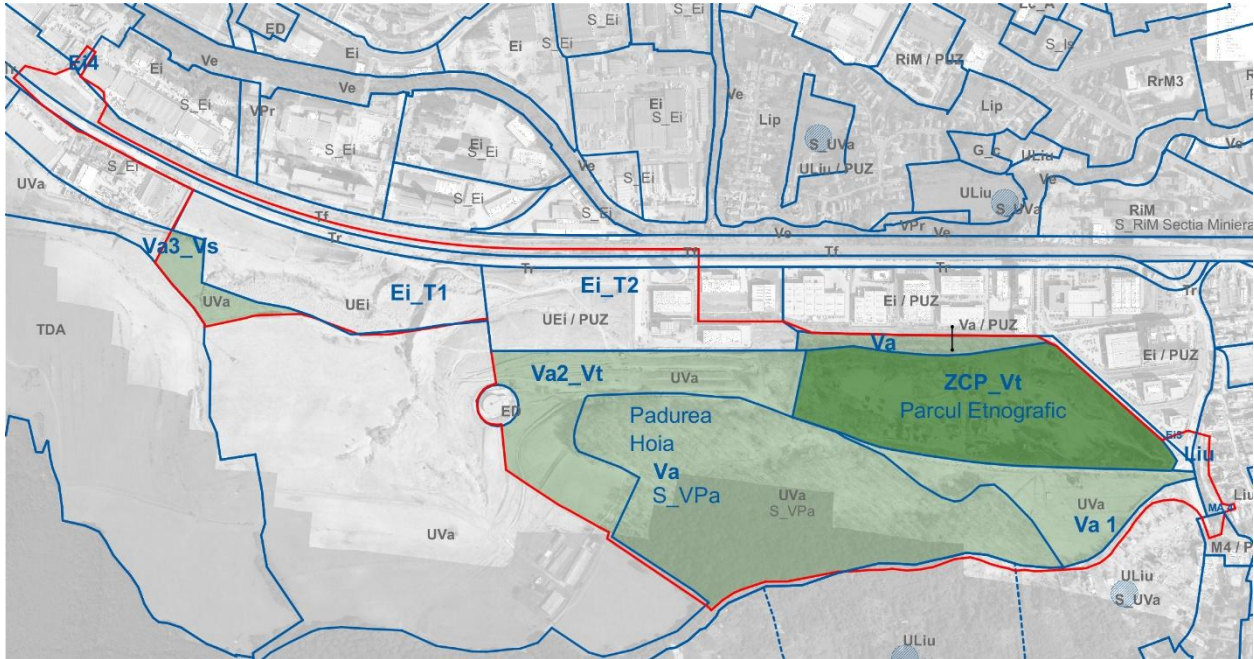 ED
Ei
Ve
Ei
S_Ei
S_Ei
Ei4
Ei
Ve
Ei
S_Is
RiM / PUZ
RrM3
VPr
S_Ei
S_Ei
Ei
S_Ei
Ve
Lip
Lip
Ei
S_Ei
S_UVa
G_c
ULiu
Vs
S_Ei
UVa
Ve
S_Ei
ULiu / PUZ
ULiu
Ve
S_UVa
RiM
S_RiM Sectia Miniera
Tf
S_Ei
VPr
Ve
Ve
Tr
Tf
Tf
Va3_Vs
Tr
Tr
Tr
UVa
UEi
Ei_T1
Ei_T2
UEi / PUZ
Ei / PUZ
Va / PUZ
TDA
Va
Ei / PUZ
Va2_Vt
UVa
ZCP_Vt
Parcul Etnografic
ED
Padurea
Hoia
Ei3
Liu
Va
S_VPa
UVa
S_VPa
UVa
Liu
Va 1
UVa
ULiu
S_UVa
ULiu